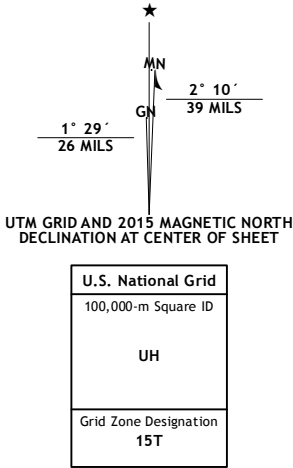 ★
MN
GN
2° 10´
39 MILS
1° 29´
26 MILS
UTM GRID AND 2015 MAGNETIC NORTH
DECLINATION AT CENTER OF SHEET
U.S. National Grid
100,000-m Square ID
UH
Grid Zone Designation
15T